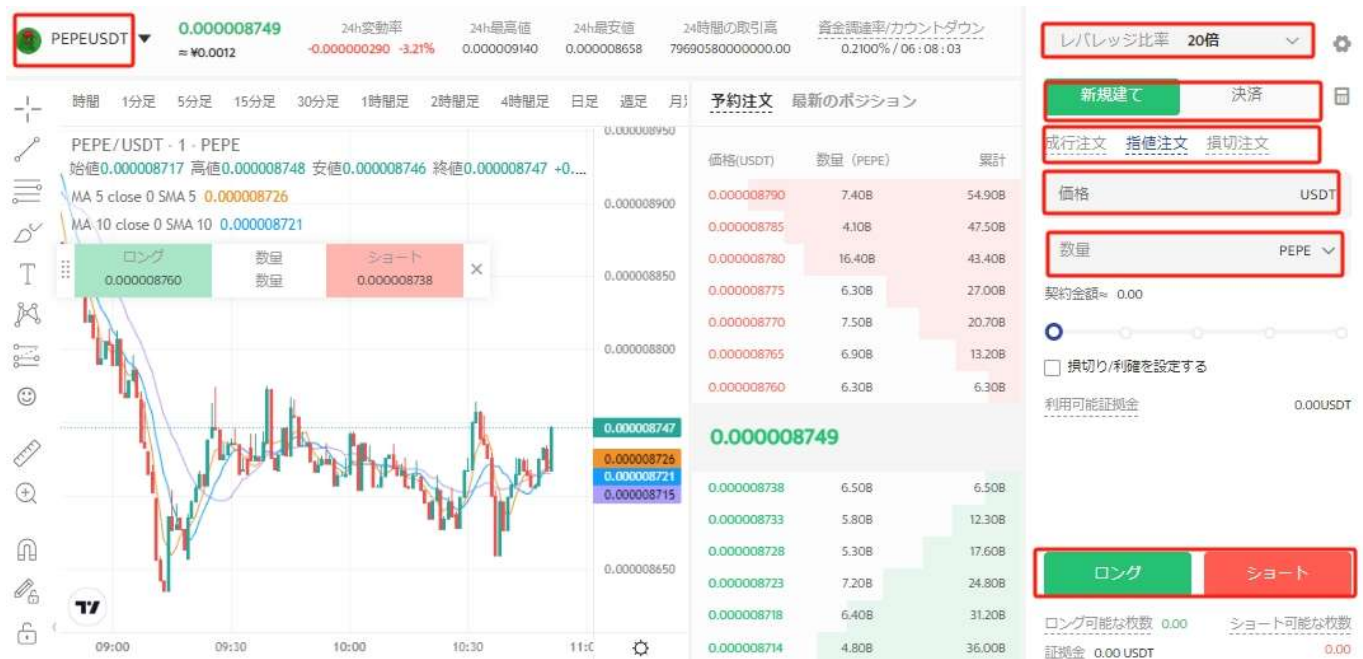 PEPEUSDT
0.000008749
≈ ¥0.0012
24h変動率
-0.000000290 -3.21%
24h最高値
0.000009140
24h最安値
0.000008658
24時間の取引高
79690580000000.00
資金調達率/カウントダウン
0.2100% / 06 : 08 : 03
レバレッジ比率 20倍
時間 1分足 5分足 15分足 30分足 1時間足 2時間足 4時間足 日足 週足
PEPE/USDT · 1 · PEPE
始値0.000008717 高値0.000008748 安値0.000008746 終値0.000008747 +0....
MA 5 close 0 SMA 5 0.000008726
MA 10 close 0 SMA 10 0.000008721
ロング 数量 ショート
0.000008760 数量 0.000008738
0.000008950
0.000008900
0.000008850
0.000008800
0.000008747
0.000008726
0.000008721
0.000008715
0.000008650
09:00 09:30 10:00 10:30
予約注文 最新のポジション
価格(USDT) 数量 (PEPE) 累計
0.000008790 7.40B 54.90B
0.000008785 4.10B 47.50B
0.000008780 16.40B 43.40B
0.000008775 6.30B 27.00B
0.000008770 7.50B 20.70B
0.000008765 6.90B 13.20B
0.000008760 6.30B 6.30B
0.000008749
0.000008738 6.50B 6.50B
0.000008733 5.80B 12.30B
0.000008728 5.30B 17.60B
0.000008723 7.20B 24.80B
0.000008718 6.40B 31.20B
0.000008714 4.80B 36.00B
新規建て 決済
成行注文 指値注文 損切注文
価格 USDT
数量 PEPE
契約金額≈ 0.00
損切り/利確を設定する
利用可能証拠金 0.00USDT
ロング ショート
ロング可能な枚数 0.00 ショート可能な枚数
証拠金 0.00 USDT 0.00